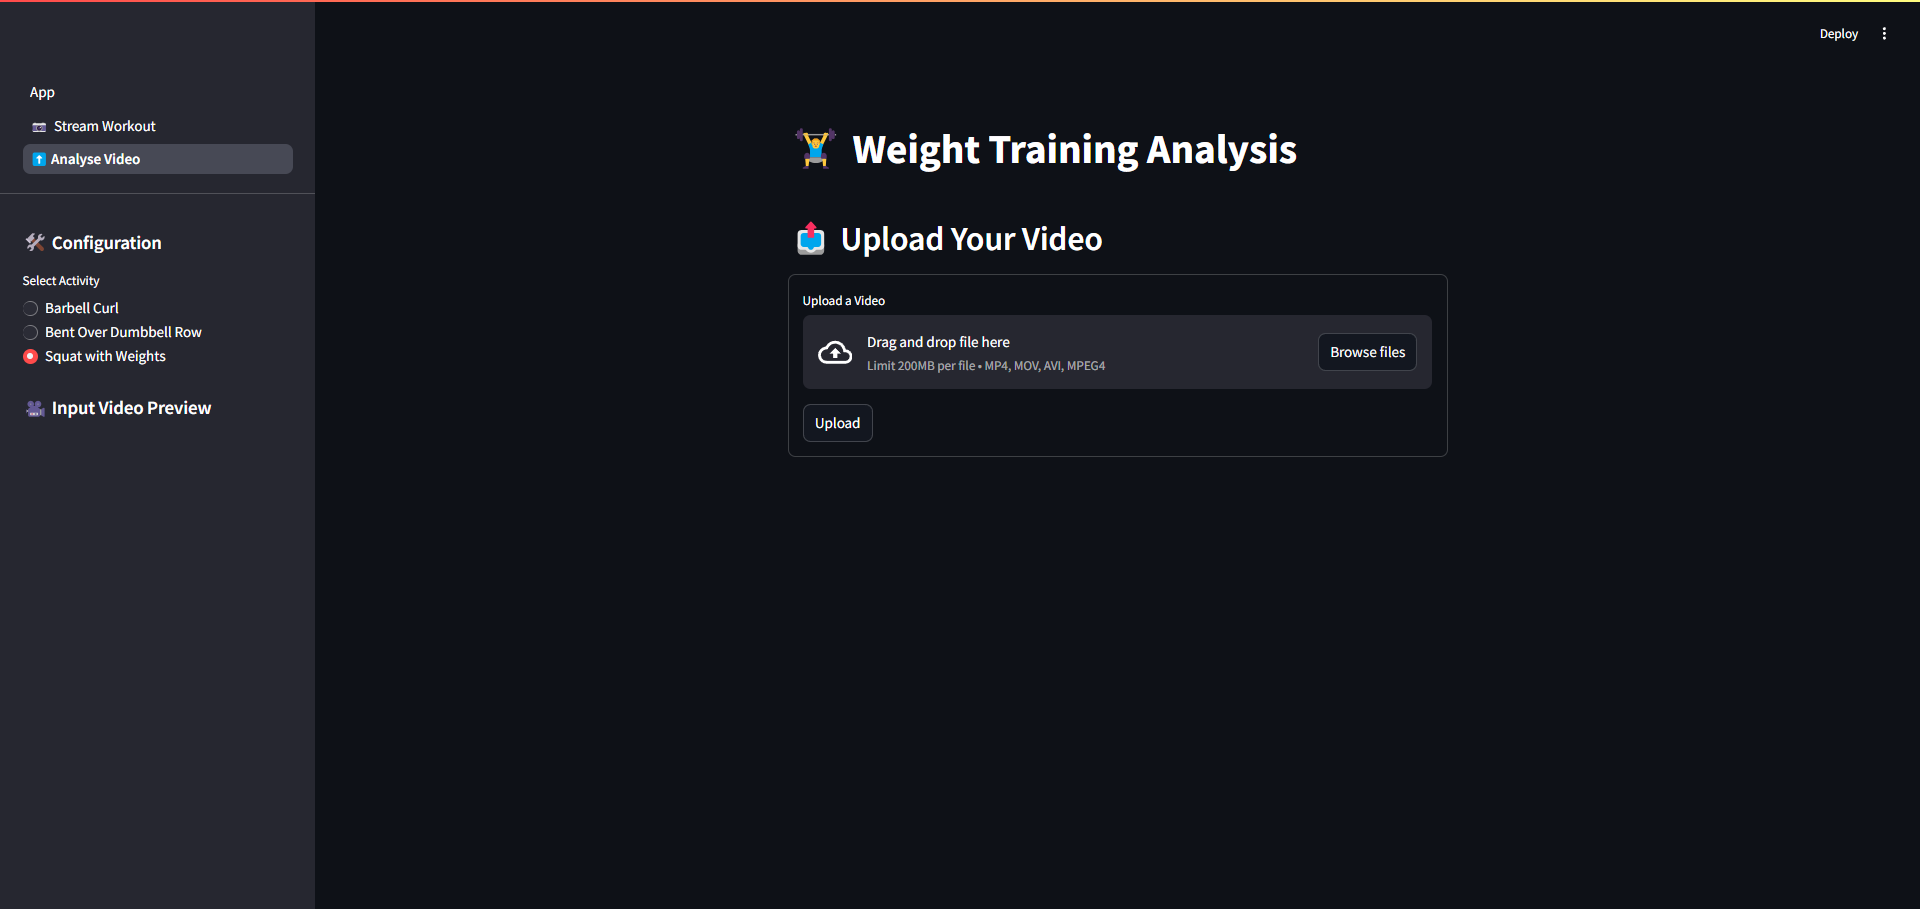 Deploy
App
Stream Workout
Analyse Video
Configuration
Select Activity
Barbell Curl
Bent Over Dumbbell Row
Squat with Weights
Input Video Preview
Weight Training Analysis
Upload Your Video
Upload a Video
Drag and drop file here
Limit 200MB per file • MP4, MOV, AVI, MPEG4
Browse files
Upload